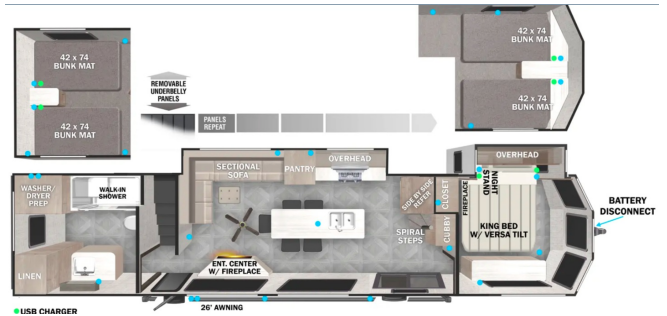 42 x 74
BUNK MAT
42 x 74
BUNK MAT
42 x 74
BUNK MAT
42 x 74
BUNK MAT
REMOVABLE
UNDERBELLY
PANELS
PANELS
REPEAT
WASHER/
DRYER
PREP
WALK-IN
SHOWER
LINEN
SECTIONAL
SOFA
PANTRY
OVERHEAD
SIDE BY SIDE
REFER
CLOSET
CUBBY
SPIRAL
STEPS
ENT. CENTER
W/ FIREPLACE
FIREPLACE
OVERHEAD
NIGHT
STAND
KING BED
W/ VERSA TILT
BATTERY
DISCONNECT
26' AWNING
USB CHARGER